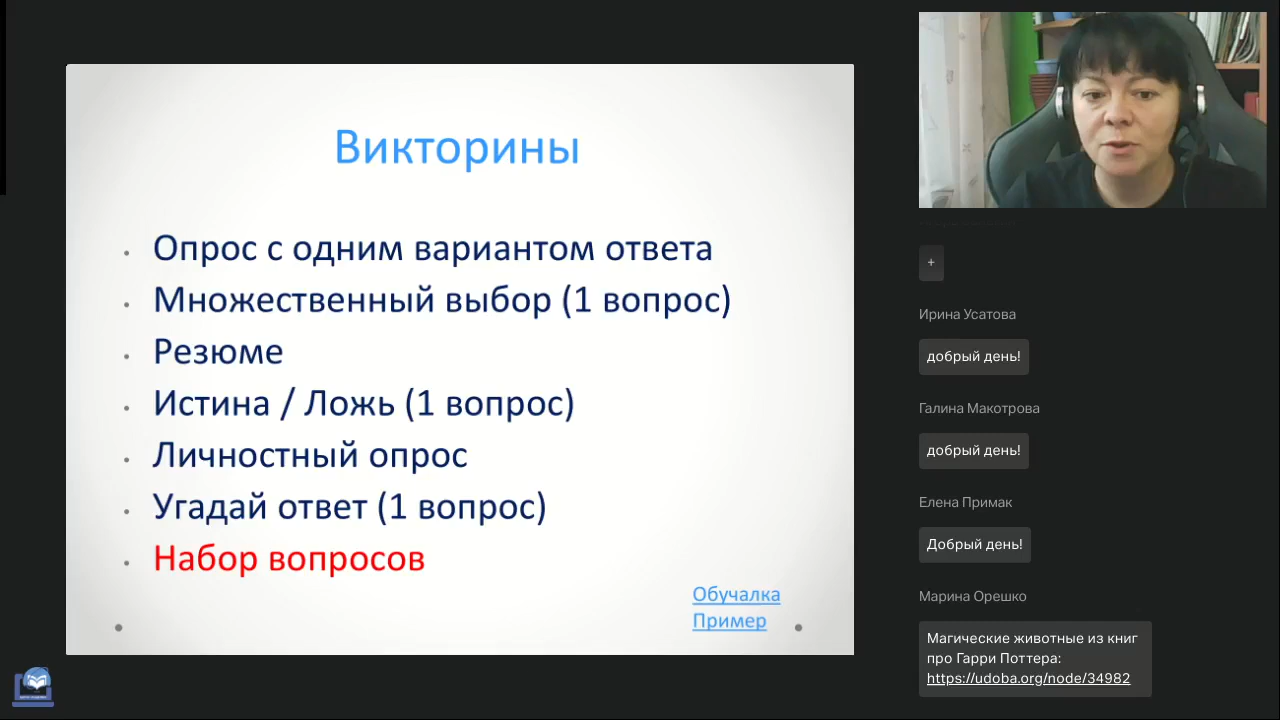 Викторины
Опрос с одним вариантом ответа
Множественный выбор (1 вопрос)
Резюме
Истина / Ложь (1 вопрос)
Личностный опрос
Угадай ответ (1 вопрос)
Набор вопросов
Обучалка
Пример
+
Ирина Усатова
добрый день!
Галина Макотрова
добрый день!
Елена Примак
Добрый день!
Марина Орешко
Магические животные из книг
про Гарри Поттера:
https://udoba.org/node/34982